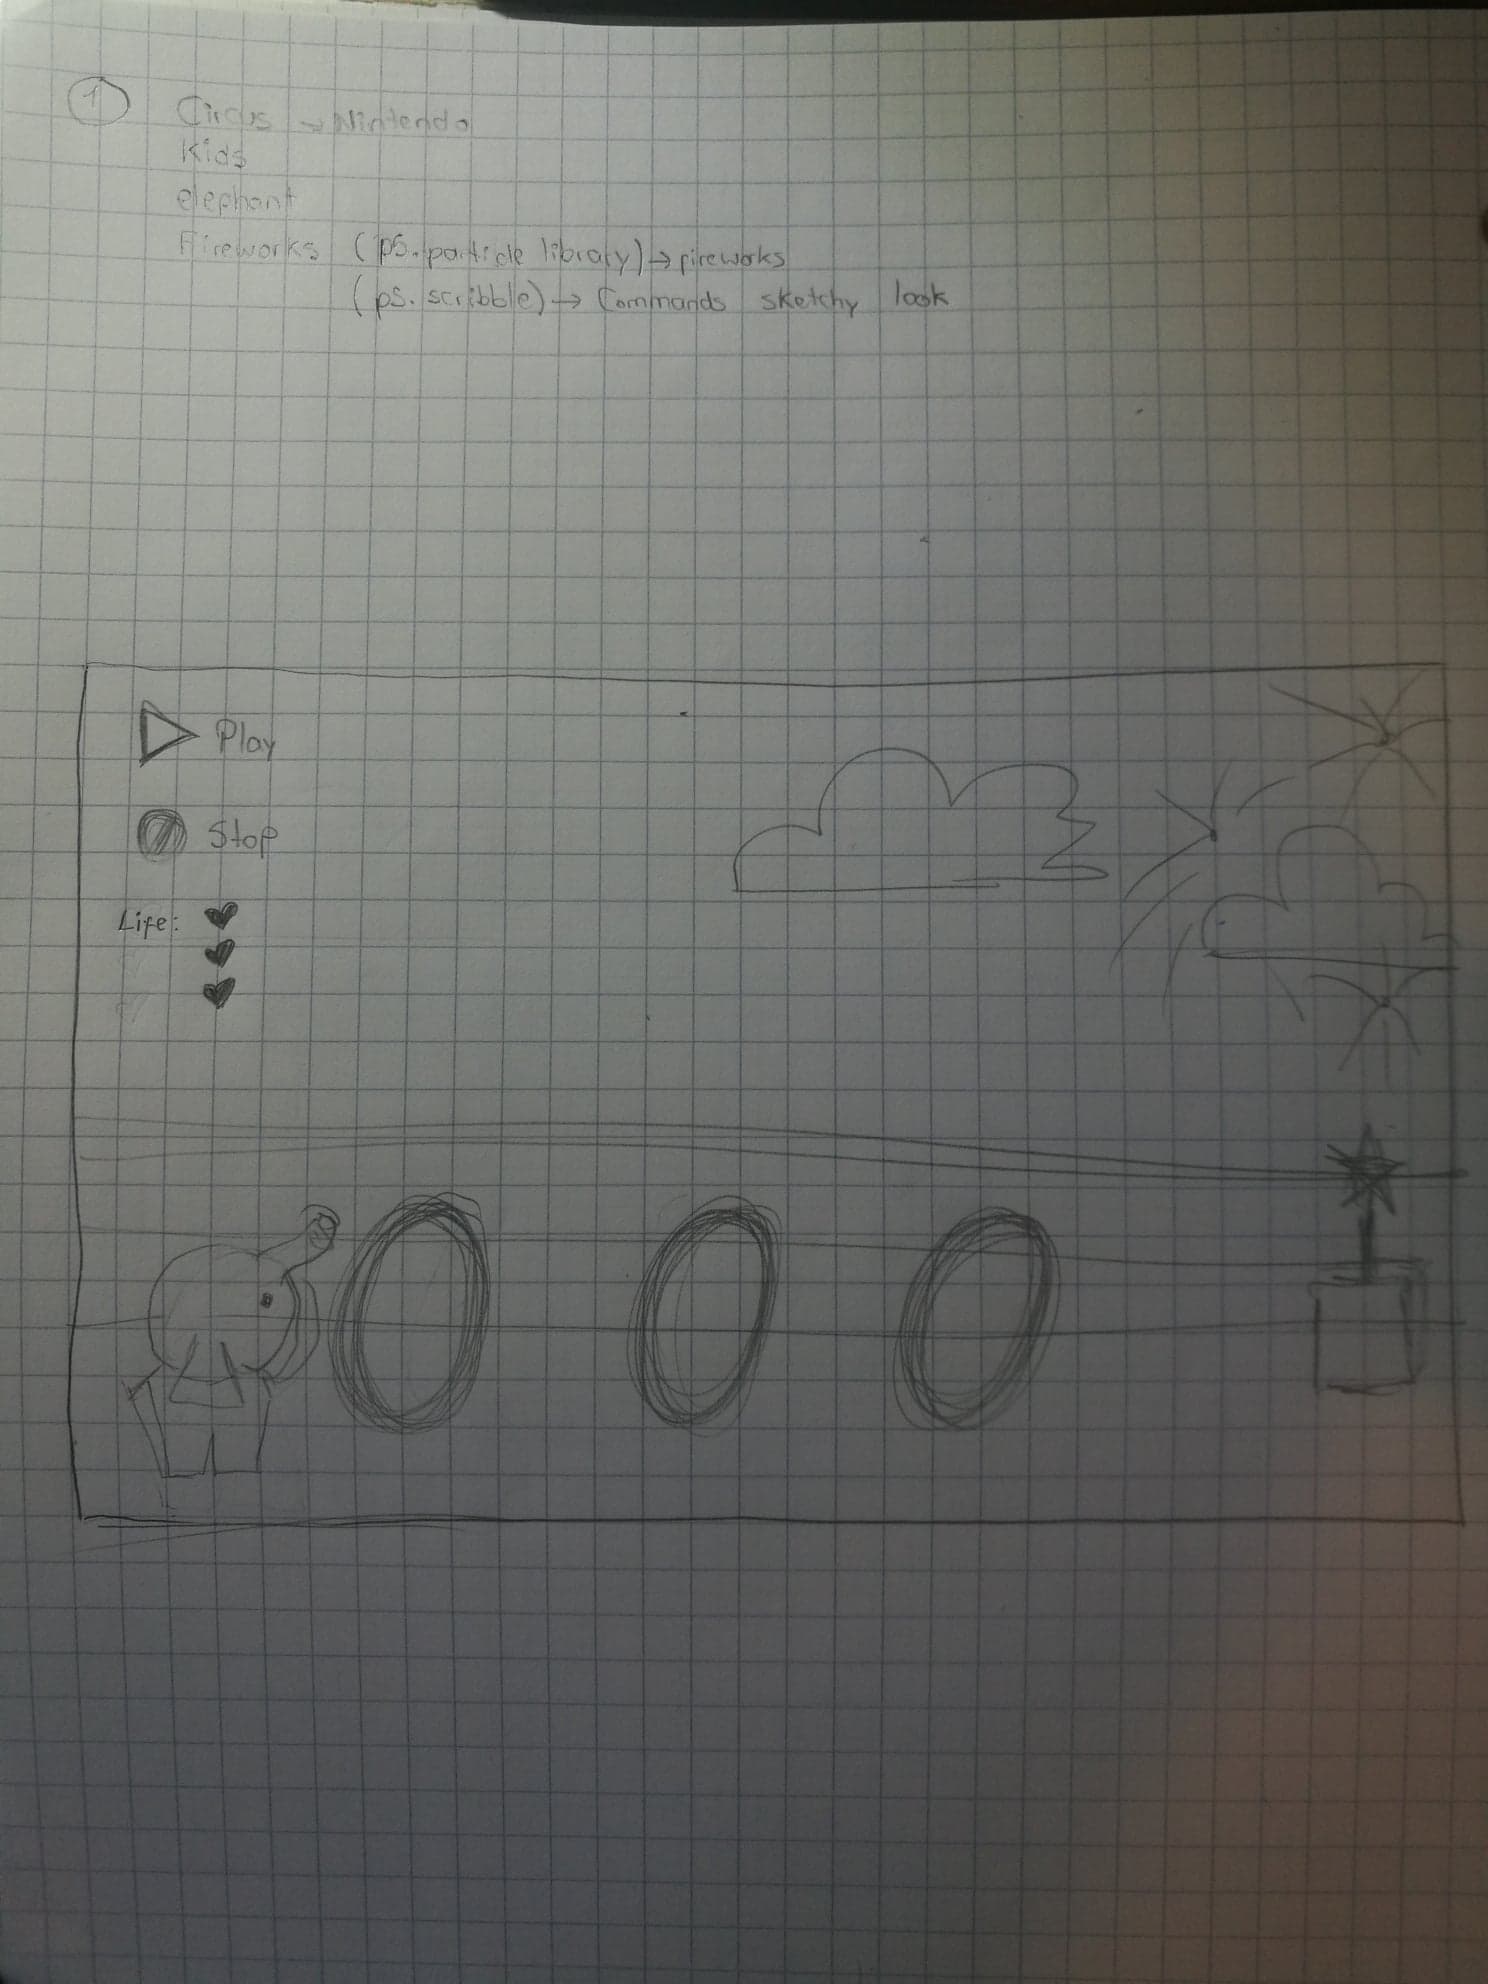 1 Circus → Nintendo
Kids
elephant
Fireworks (p5.particle library) → fireworks
(p5.scribble) → Commands sketchy look
Play
Stop
Life: